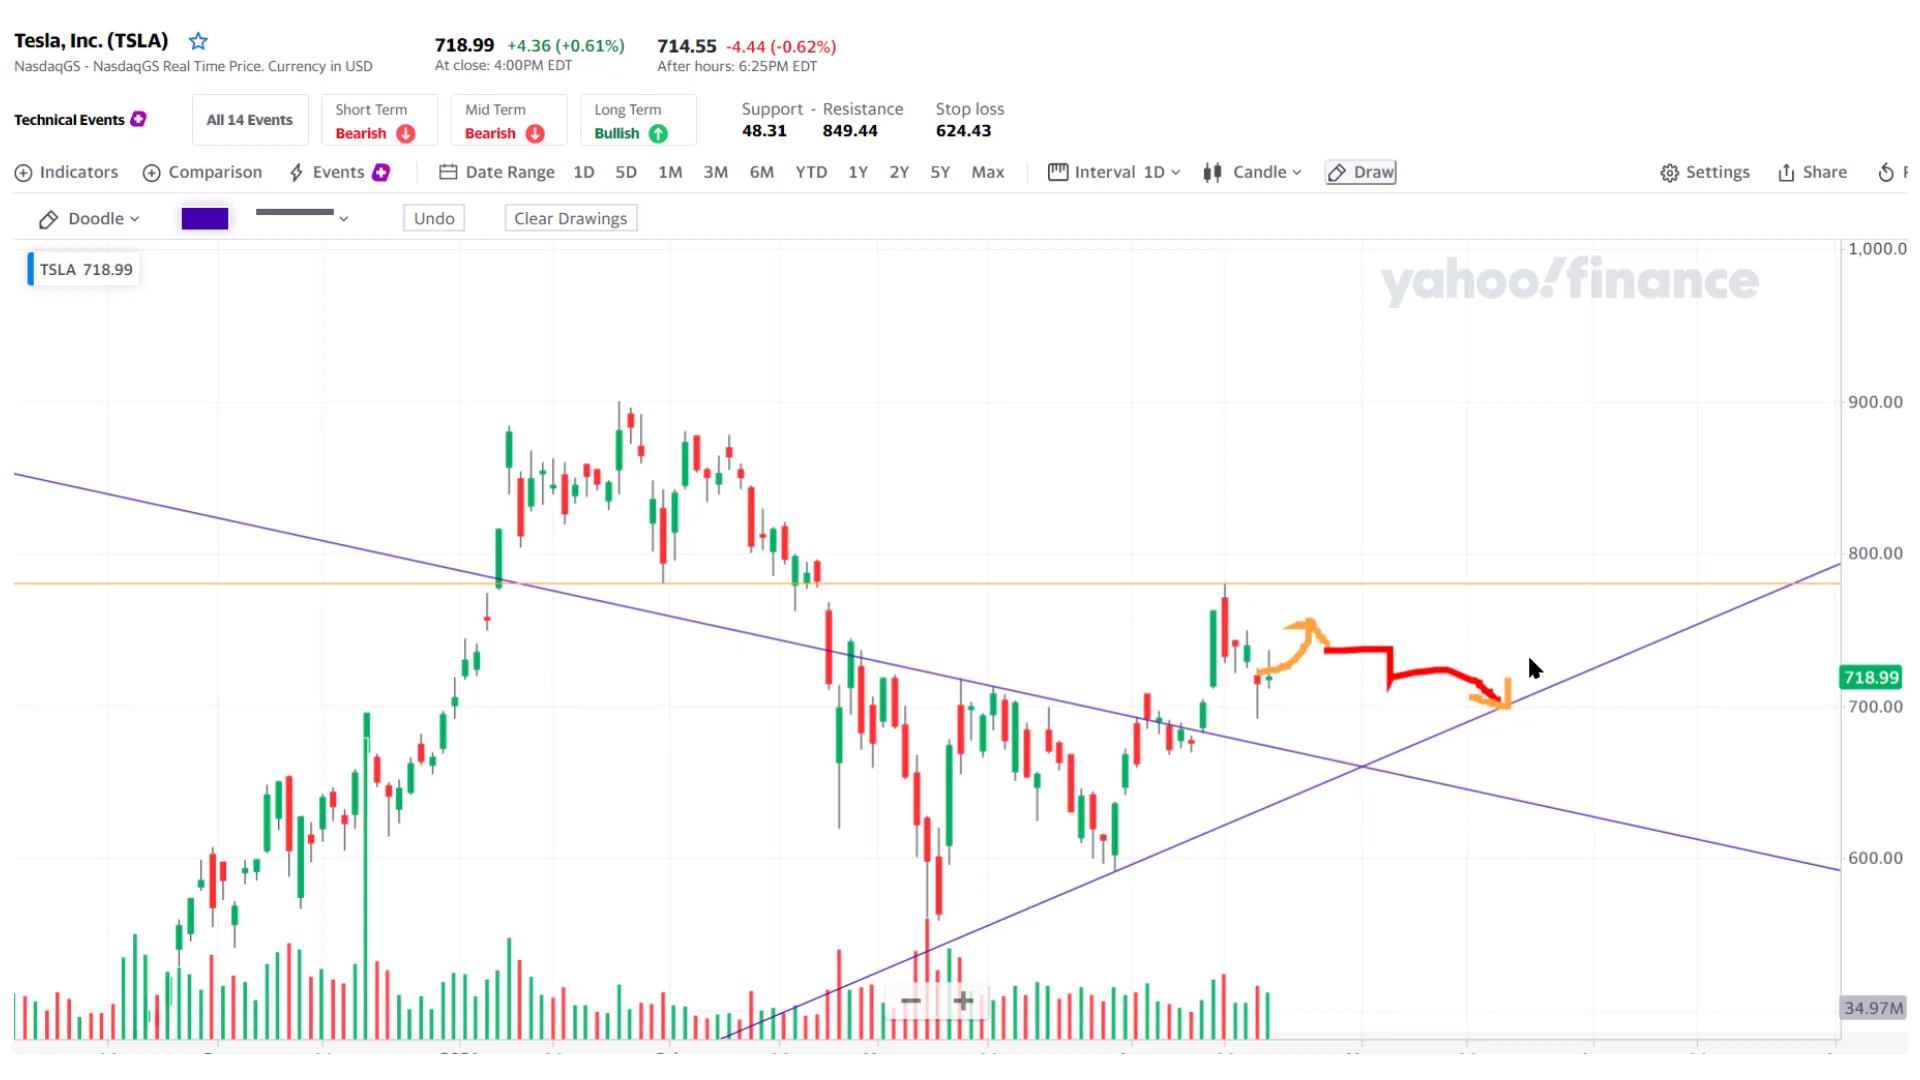 Tesla, Inc. (TSLA)
718.99 +4.36 (+0.61%) 714.55 -4.44 (-0.62%)
NasdaqGS - NasdaqGS Real Time Price. Currency in USD At close: 4:00PM EDT After hours: 6:25PM EDT
Technical Events All 14 Events
Short Term
Bearish
Mid Term
Bearish
Long Term
Bullish
Support - Resistance
48.31 849.44
Stop loss
624.43
Indicators Comparison Events Date Range 1D 5D 1M 3M 6M YTD 1Y 2Y 5Y Max Interval 1D Candle Draw Settings Share
Doodle Undo Clear Drawings
TSLA 718.99
yahoo!finance
1,000.0
900.00
800.00
718.99
700.00
600.00
34.97M